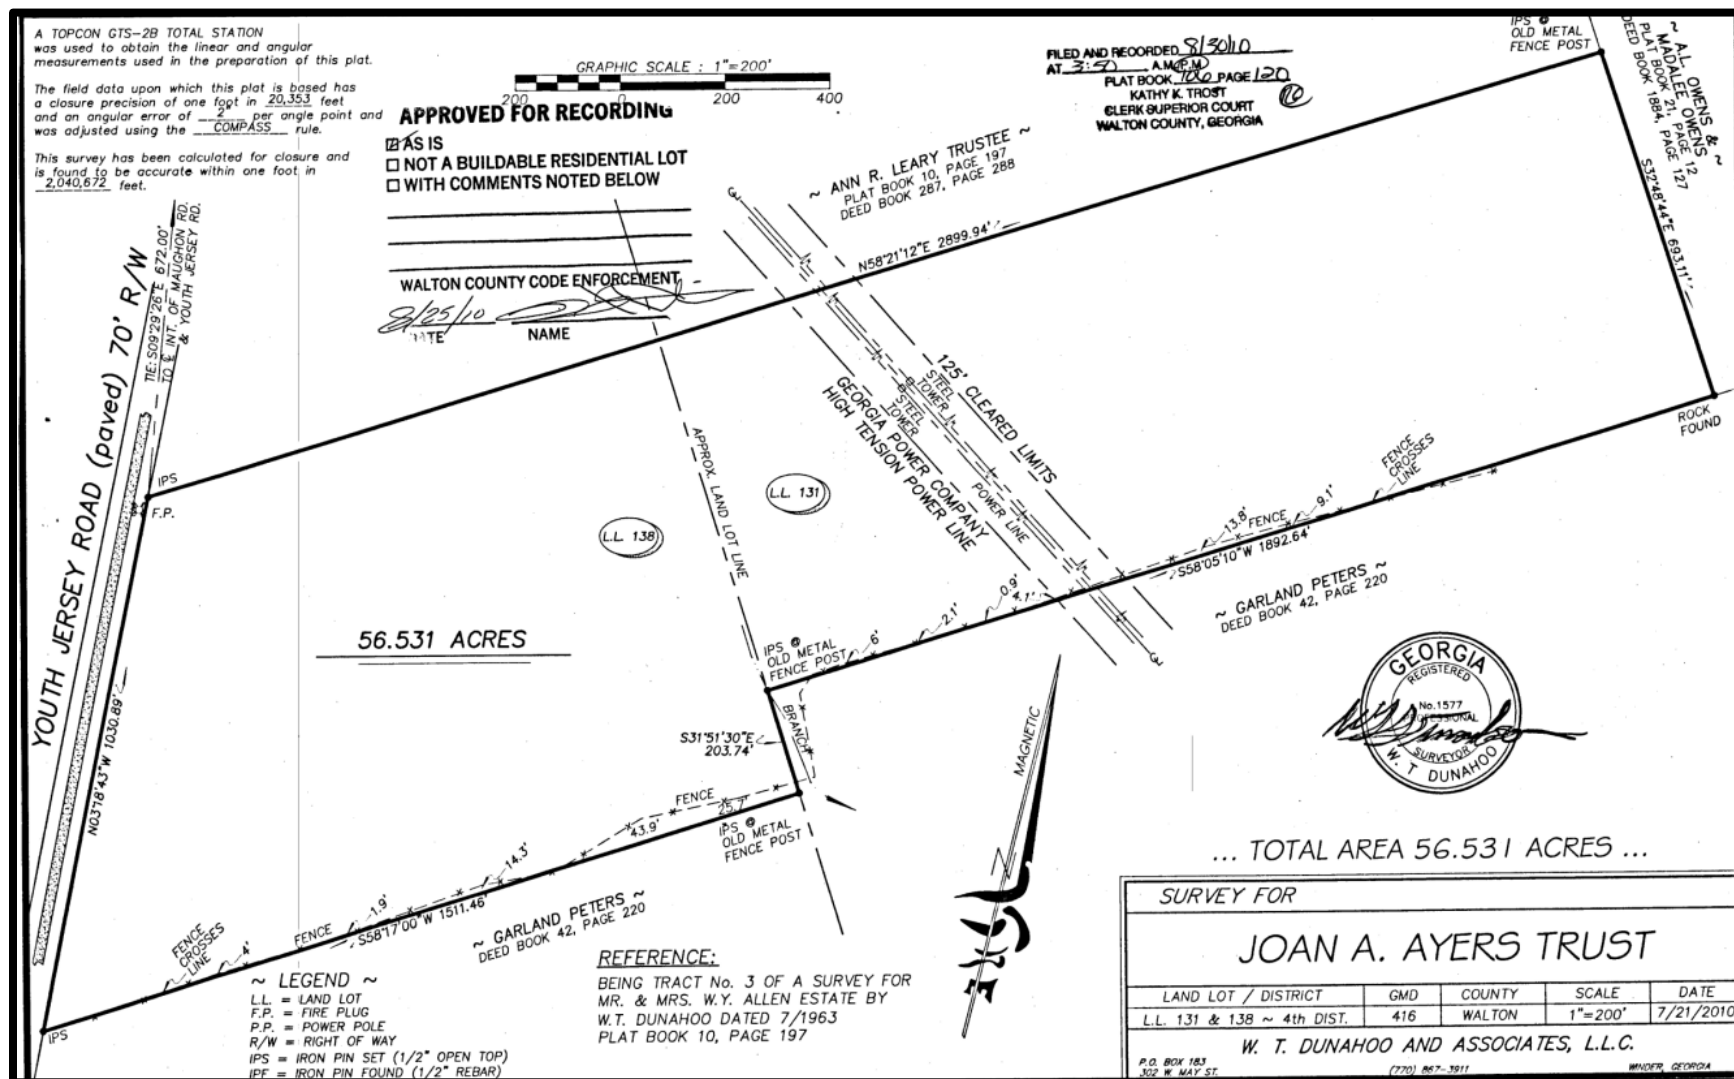 A TOPCON GTS-2B TOTAL STATION
was used to obtain the linear and angular
measurements used in the preparation of this plat.
The field data upon which this plat is based has
a closure precision of one foot in 20,353 feet
and an angular error of 2" per angle point and
was adjusted using the COMPASS rule.
This survey has been calculated for closure and
is found to be accurate within one foot in
2,040,672 feet.
GRAPHIC SCALE : 1"=200'
200 0 200 400
APPROVED FOR RECORDING
AS IS
NOT A BUILDABLE RESIDENTIAL LOT
WITH COMMENTS NOTED BELOW
WALTON COUNTY CODE ENFORCEMENT
8/25/10
DATE NAME
FILED AND RECORDED 8/30/10
AT 3:50 A.M./P.M.
PLAT BOOK 106 PAGE 120
KATHY K. TROST
CLERK SUPERIOR COURT
WALTON COUNTY, GEORGIA
IPS @
OLD METAL
FENCE POST
~ A.L. OWENS & ~
MADALEE OWENS
PLAT BOOK 21, PAGE 12
DEED BOOK 1884, PAGE 127
S32°48'44"E 693.11'
~ ANN R. LEARY TRUSTEE ~
PLAT BOOK 10, PAGE 197
DEED BOOK 287, PAGE 288
N58°21'12"E 2899.94'
YOUTH JERSEY ROAD (paved) 70' R/W
TIE: S09°29'26"E 672.00'
TO ℄ INT. OF MAUGHON RD.
& YOUTH JERSEY RD.
IPS
F.P.
℄
125' CLEARED LIMITS
STEEL
TOWER
STEEL
TOWER
GEORGIA POWER COMPANY
HIGH TENSION POWER LINE
POWER LINE
℄
APPROX. LAND LOT LINE
L.L. 131
L.L. 138
ROCK
FOUND
FENCE
CROSSES
LINE
9.1'
FENCE
13.8'
S58°05'10"W 1892.64'
~ GARLAND PETERS ~
DEED BOOK 42, PAGE 220
4.1'
0.9'
2.1'
.6'
IPS @
OLD METAL
FENCE POST
56.531 ACRES
BRANCH
S31°51'30"E
203.74'
N03°18'43"W 1030.89'
FENCE
25.7'
43.9'
14.3'
1.9'
IPS @
OLD METAL
FENCE POST
S58°17'00"W 1511.46'
FENCE
.4'
FENCE
CROSSES
LINE
~ GARLAND PETERS ~
DEED BOOK 42, PAGE 220
IPS
MAGNETIC
GEORGIA
REGISTERED
No.1577
PROFESSIONAL
SURVEYOR
W. T DUNAHOO
... TOTAL AREA 56.531 ACRES ...
~ LEGEND ~
L.L. = LAND LOT
F.P. = FIRE PLUG
P.P. = POWER POLE
R/W = RIGHT OF WAY
IPS = IRON PIN SET (1/2" OPEN TOP)
IPF = IRON PIN FOUND (1/2" REBAR)
REFERENCE:
BEING TRACT No. 3 OF A SURVEY FOR
MR. & MRS. W.Y. ALLEN ESTATE BY
W.T. DUNAHOO DATED 7/1963
PLAT BOOK 10, PAGE 197
SURVEY FOR
JOAN A. AYERS TRUST
LAND LOT / DISTRICT GMD COUNTY SCALE DATE
L.L. 131 & 138 ~ 4th DIST. 416 WALTON 1"=200' 7/21/2010
W. T. DUNAHOO AND ASSOCIATES, L.L.C.
P.O. BOX 183
302 W. MAY ST. (770) 867-3911 WINDER, GEORGIA